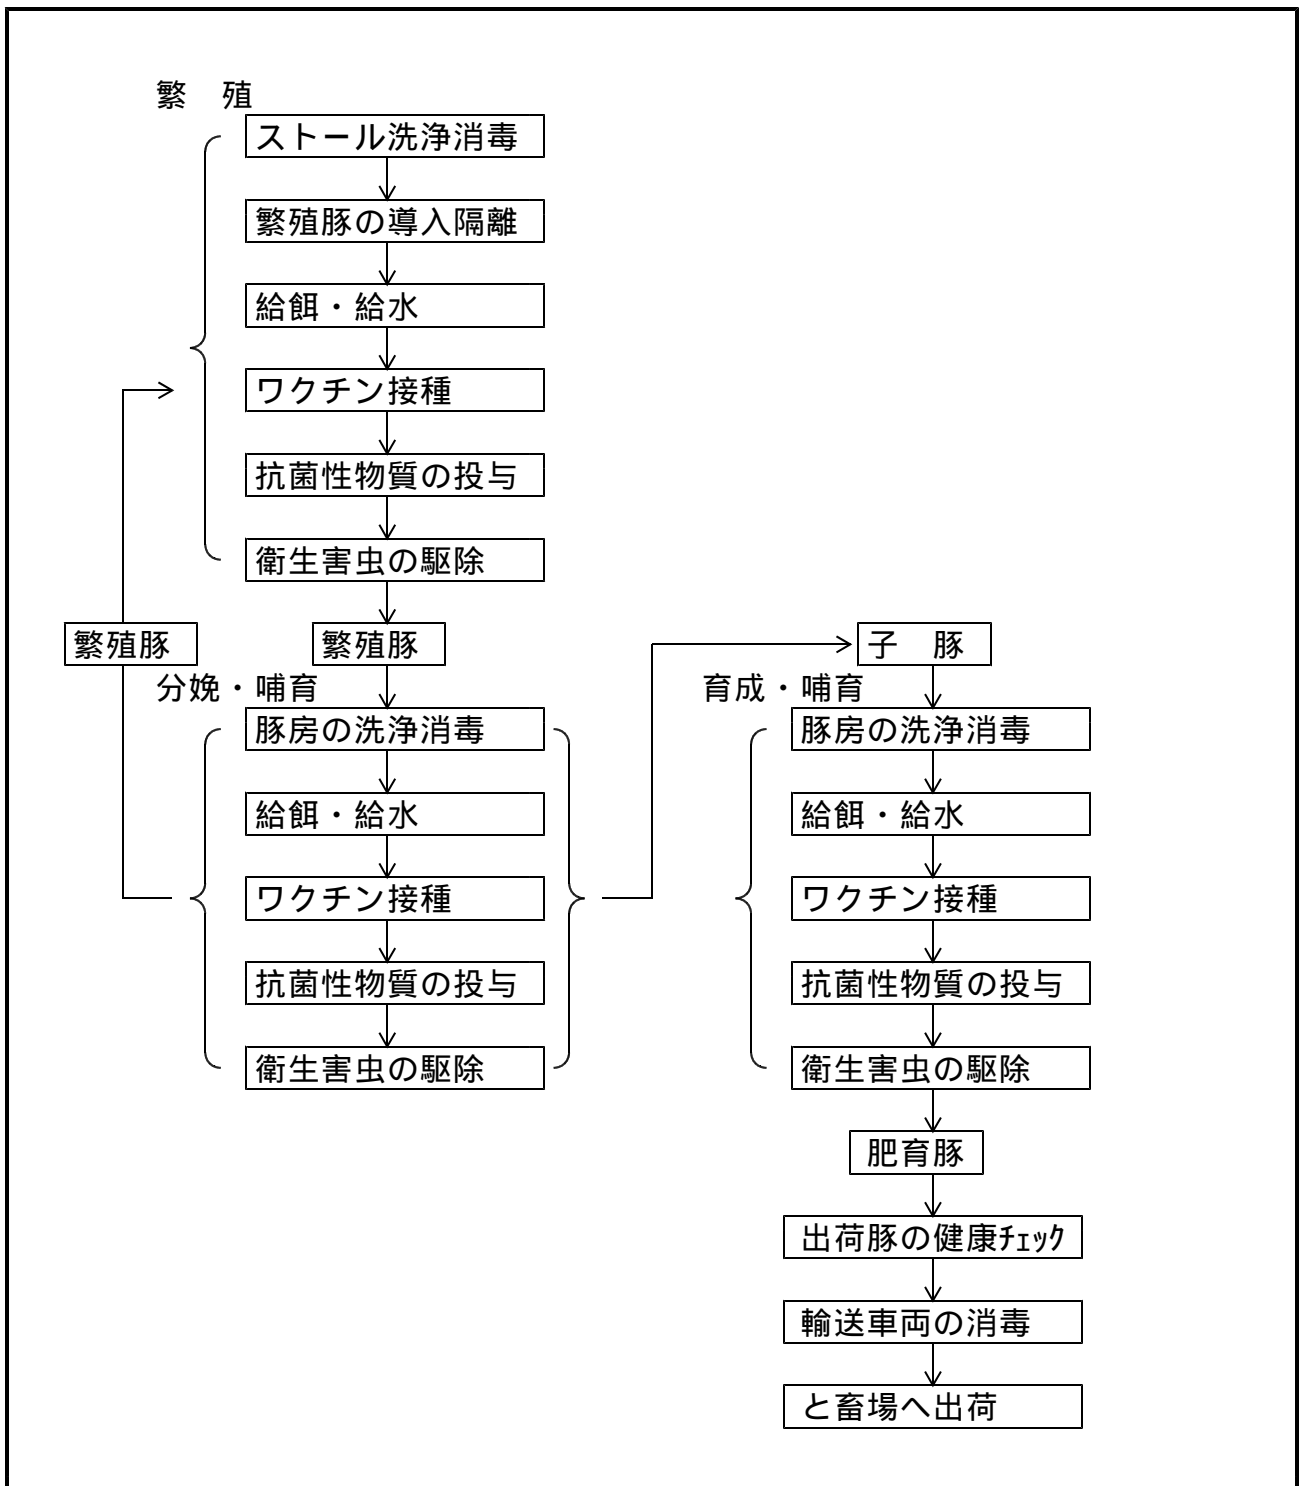 繁　殖
ストール洗浄消毒
繁殖豚の導入隔離
給餌・給水
ワクチン接種
抗菌性物質の投与
衛生害虫の駆除
繁殖豚
繁殖豚
分娩・哺育
豚房の洗浄消毒
給餌・給水
ワクチン接種
抗菌性物質の投与
衛生害虫の駆除
子　豚
育成・哺育
豚房の洗浄消毒
給餌・給水
ワクチン接種
抗菌性物質の投与
衛生害虫の駆除
肥育豚
出荷豚の健康ﾁｪｯｸ
輸送車両の消毒
と畜場へ出荷